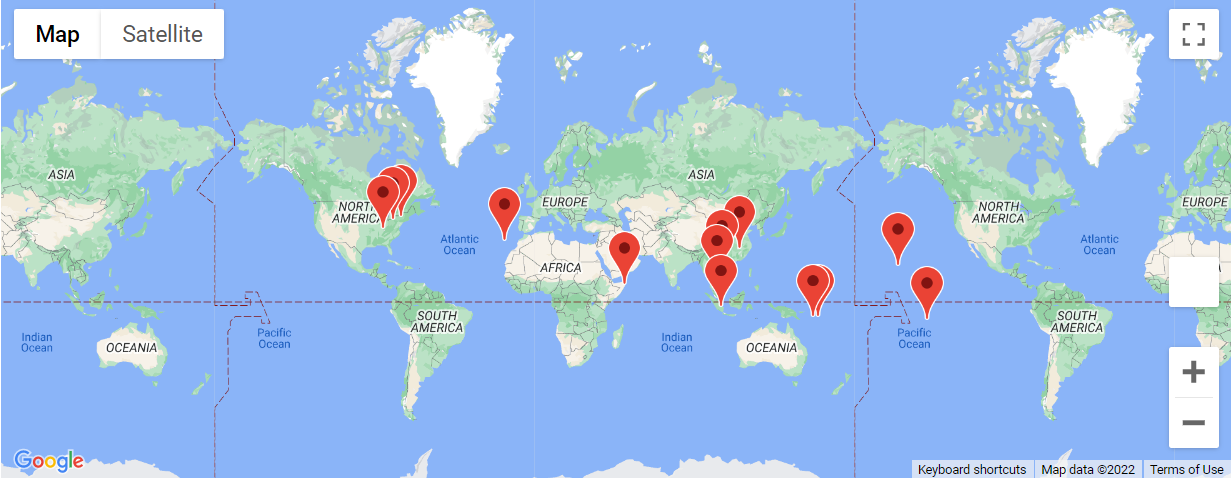 Map
Satellite
ASIA
NORTH
AMERICA
Atlantic
Ocean
EUROPE
AFRICA
ASIA
NORTH
AMERICA
Atlantic
Ocean
EUROPE
SOUTH
AMERICA
SOUTH
AMERICA
Indian
Ocean
OCEANIA
Pacific
Ocean
Indian
Ocean
OCEANIA
Pacific
Ocean
Google
Keyboard shortcuts
Map data ©2022
Terms of Use